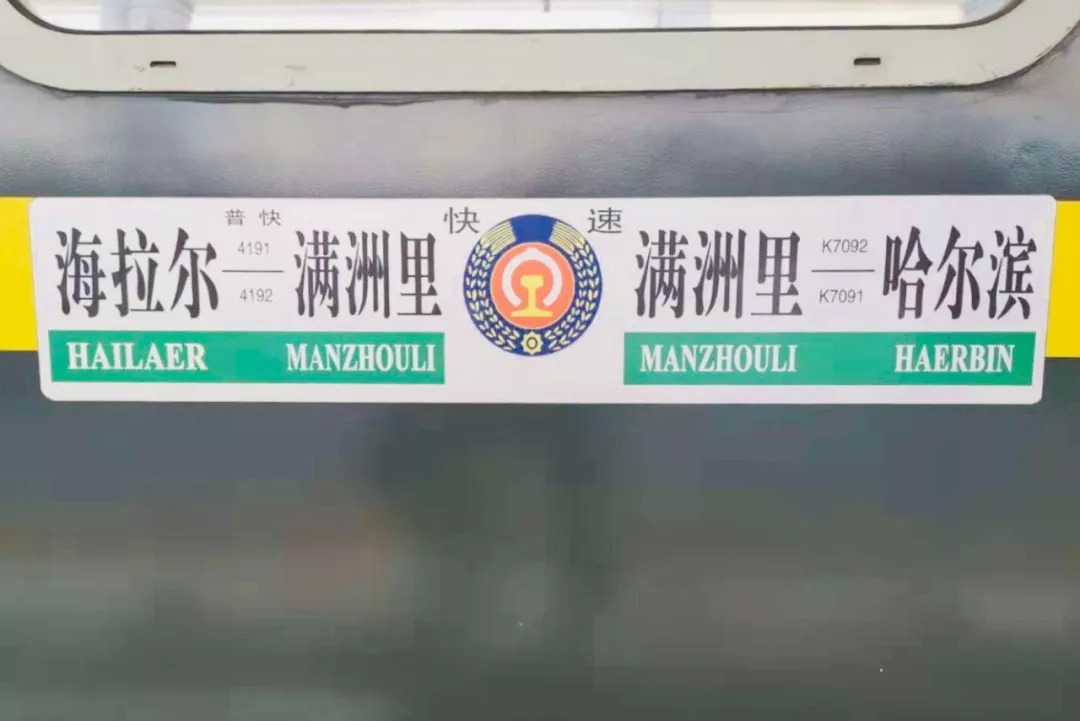 普快 快速
海拉尔 4191 满洲里 满洲里 K7092 哈尔滨
4192 K7091
HAILAER MANZHOULI MANZHOULI HAERBIN